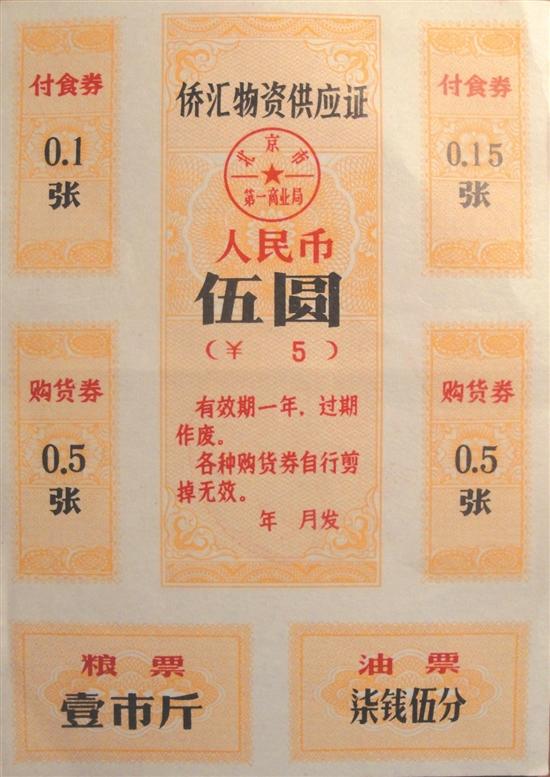 付食券
0.1
张
侨汇物资供应证
北京市
第一商业局
人民币
伍圆
(¥ 5)
有效期一年，过期
作废。
各种购货券自行剪
掉无效。
年 月发
付食券
0.15
张
购货券
0.5
张
购货券
0.5
张
粮票
壹市斤
油票
柒钱伍分